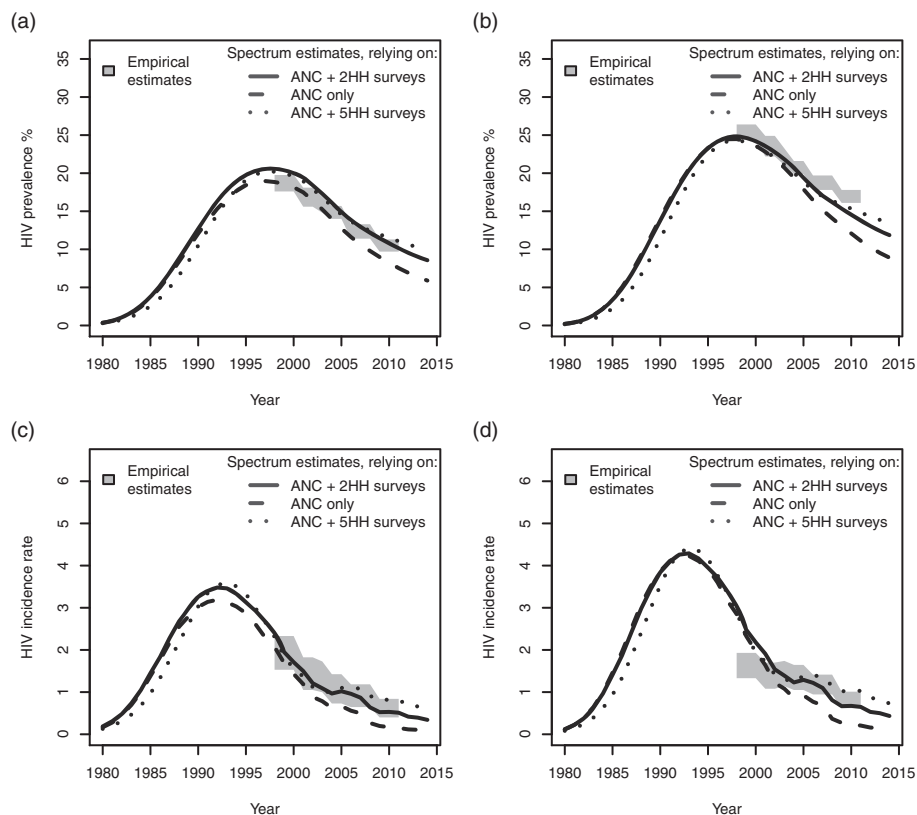 (a)
Empirical
estimates
Spectrum estimates, relying on:
ANC + 2HH surveys
ANC only
ANC + 5HH surveys
HIV prevalence %
35
30
25
20
15
10
5
0
1980 1985 1990 1995 2000 2005 2010 2015
Year
(b)
Empirical
estimates
Spectrum estimates, relying on:
ANC + 2HH surveys
ANC only
ANC + 5HH surveys
HIV prevalence %
35
30
25
20
15
10
5
0
1980 1985 1990 1995 2000 2005 2010 2015
Year
(c)
Empirical
estimates
Spectrum estimates, relying on:
ANC + 2HH surveys
ANC only
ANC + 5HH surveys
HIV incidence rate
6
5
4
3
2
1
0
1980 1985 1990 1995 2000 2005 2010 2015
Year
(d)
Empirical
estimates
Spectrum estimates, relying on:
ANC + 2HH surveys
ANC only
ANC + 5HH surveys
HIV incidence rate
6
5
4
3
2
1
0
1980 1985 1990 1995 2000 2005 2010 2015
Year